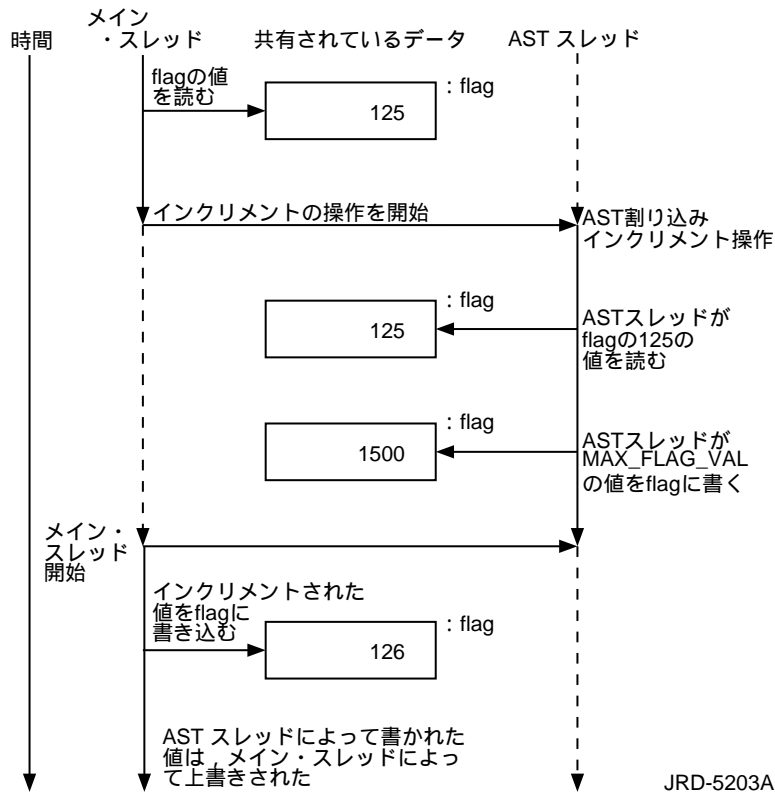 時間
メイン
・スレッド
共有されているデータ
AST スレッド
flagの値
を読む
: flag
125
インクリメントの操作を開始
AST割り込み
インクリメント操作
: flag
125
ASTスレッドが
flagの125の
値を読む
: flag
1500
ASTスレッドが
MAX_FLAG_VAL
の値をflagに書く
メイン・
スレッド
開始
インクリメントされた
値をflagに
書き込む
: flag
126
AST スレッドによって書かれた
値は，メイン・スレッドによっ
て上書きされた
JRD-5203A